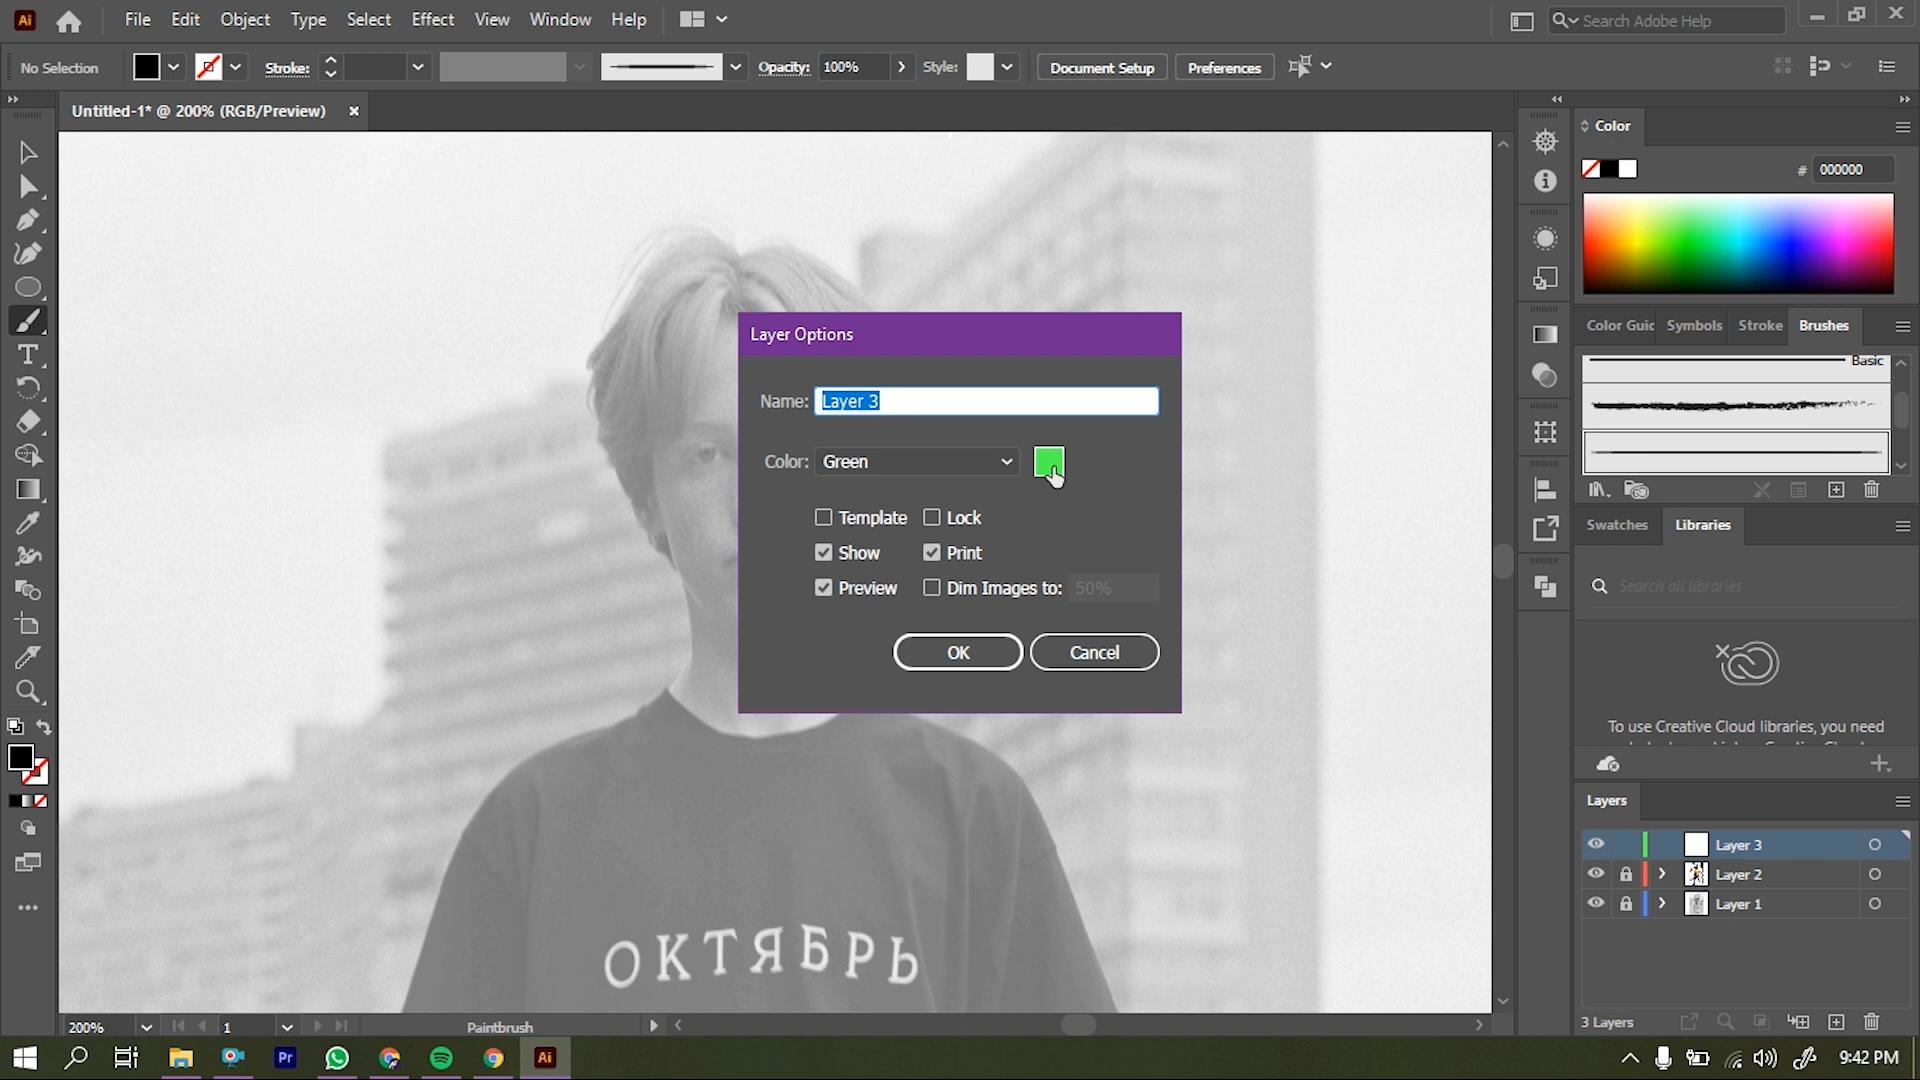 Ai File Edit Object Type Select Effect View Window Help Search Adobe Help
No Selection Stroke: Opacity: 100% Style: Document Setup Preferences
Untitled-1* @ 200% (RGB/Preview)
Color
# 000000
Color Guid Symbols Stroke Brushes
Basic
Layer Options
Name: Layer 3
Color: Green
Template Lock
Show Print
Preview Dim Images to: 50%
OK Cancel
Swatches Libraries
Search all libraries
To use Creative Cloud libraries, you need
Layers
Layer 3
Layer 2
Layer 1
3 Layers
ОКТЯБРЬ
200% 1 Paintbrush
Pr Ai 9:42 PM